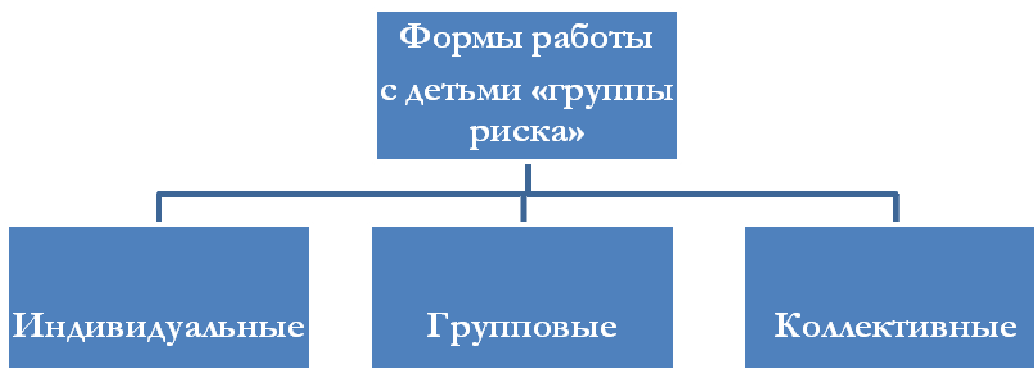 Формы работы
с детьми «группы
риска»
Индивидуальные
Групповые
Коллективные